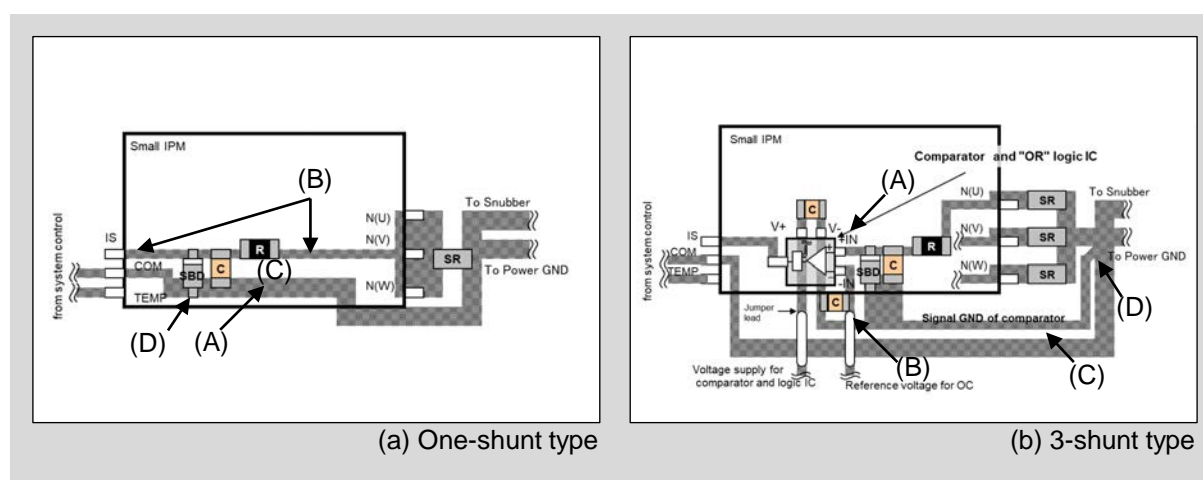 Small IPM
(B)
To Snubber
N(U)
IS
R
N(V)
SR
COM
SBD
C
(C)
To Power GND
TEMP
N(W)
from system control
(D)
(A)
(a) One-shunt type
Small IPM
Comparator and "OR" logic IC
(A)
N(U)
To Snubber
C
SR
V+
V-
+IN
R
IS
N(V)
SR
COM
SBD
C
To Power GND
TEMP
-IN
N(W)
SR
from system control
C
(D)
Jumper
lead
Signal GND of comparator
(B)
(C)
Voltage supply for
comparator and logic IC
Reference voltage for OC
(b) 3-shunt type